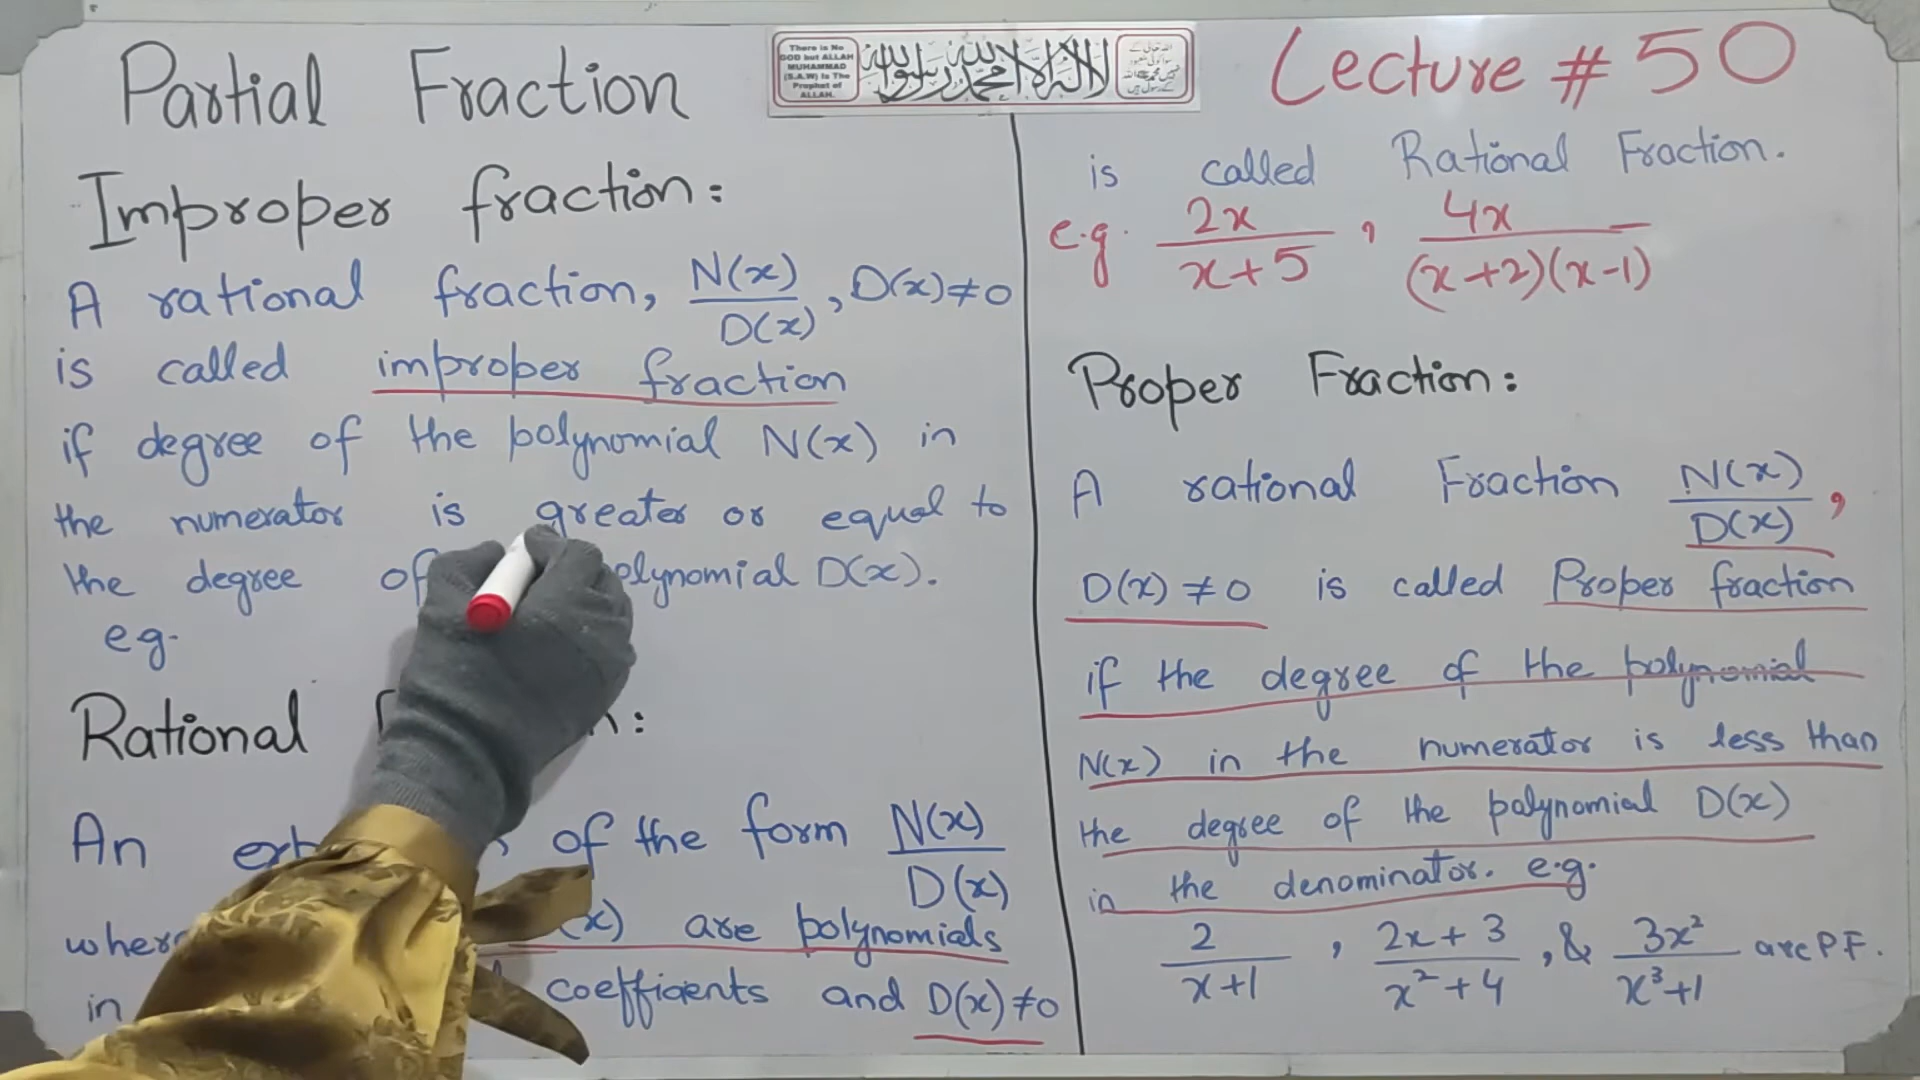 Partial Fraction
There is No
GOD but ALLAH
MUHAMMAD
(S.A.W) Is The
Prophet of
ALLAH.
لا اله الا الله محمد رسول الله
Lecture # 50
Improper fraction:
A rational fraction, N(x)/D(x), D(x)≠0
is called improper fraction
if degree of the polynomial N(x) in
the numerator is greater or equal to
the degree of polynomial D(x).
eg.
Rational
An of the form N(x)/D(x)
(x) are polynomials
in coefficients and D(x)≠0
is called Rational Fraction.
e.g. 2x/(x+5), 4x/((x+2)(x-1))
Proper Fraction:
A rational Fraction N(x)/D(x),
D(x)≠0 is called Proper fraction
if the degree of the polynomial
N(x) in the numerator is less than
the degree of the polynomial D(x)
in the denominator. e.g.
2/(x+1), (2x+3)/(x²+4), & 3x²/(x³+1) are P.F.